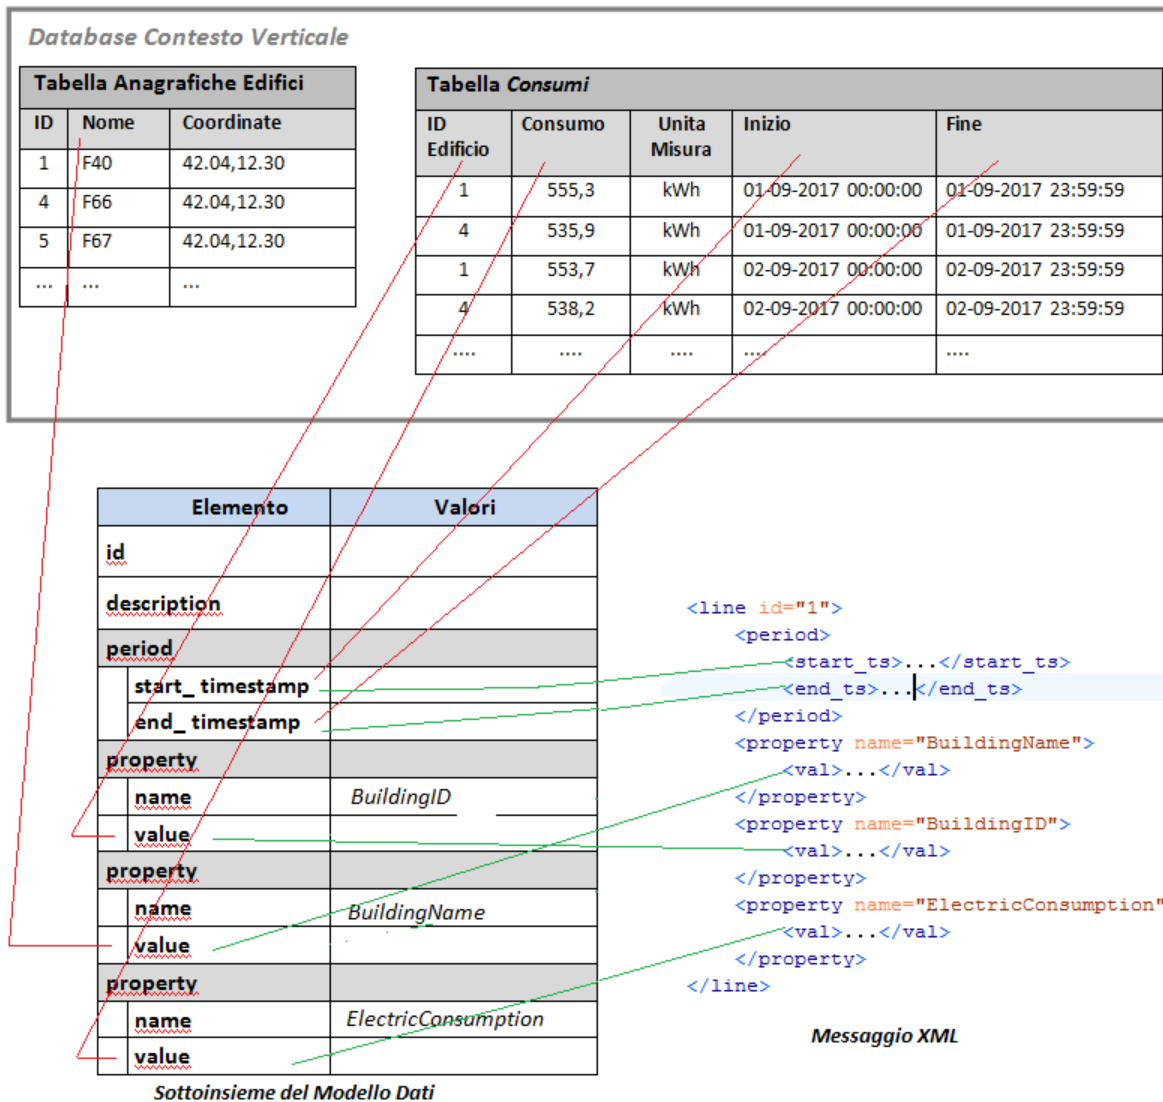 Database Contesto Verticale
Tabella Anagrafiche Edifici
ID Nome Coordinate
1 F40 42.04,12.30
4 F66 42.04,12.30
5 F67 42.04,12.30
... ... ...
Tabella Consumi
ID Edificio Consumo Unita Misura Inizio Fine
1 555,3 kWh 01-09-2017 00:00:00 01-09-2017 23:59:59
4 535,9 kWh 01-09-2017 00:00:00 01-09-2017 23:59:59
1 553,7 kWh 02-09-2017 00:00:00 02-09-2017 23:59:59
4 538,2 kWh 02-09-2017 00:00:00 02-09-2017 23:59:59
.... .... .... .... ....
Elemento Valori
id
description
period
start_ timestamp
end_ timestamp
property
name BuildingID
value
property
name BuildingName
value
property
name ElectricConsumption
value
Sottoinsieme del Modello Dati
<line id="1">
<period>
<start_ts>...</start_ts>
<end_ts>...</end_ts>
</period>
<property name="BuildingName">
<val>...</val>
</property>
<property name="BuildingID">
<val>...</val>
</property>
<property name="ElectricConsumption"
<val>...</val>
</property>
</line>
Messaggio XML